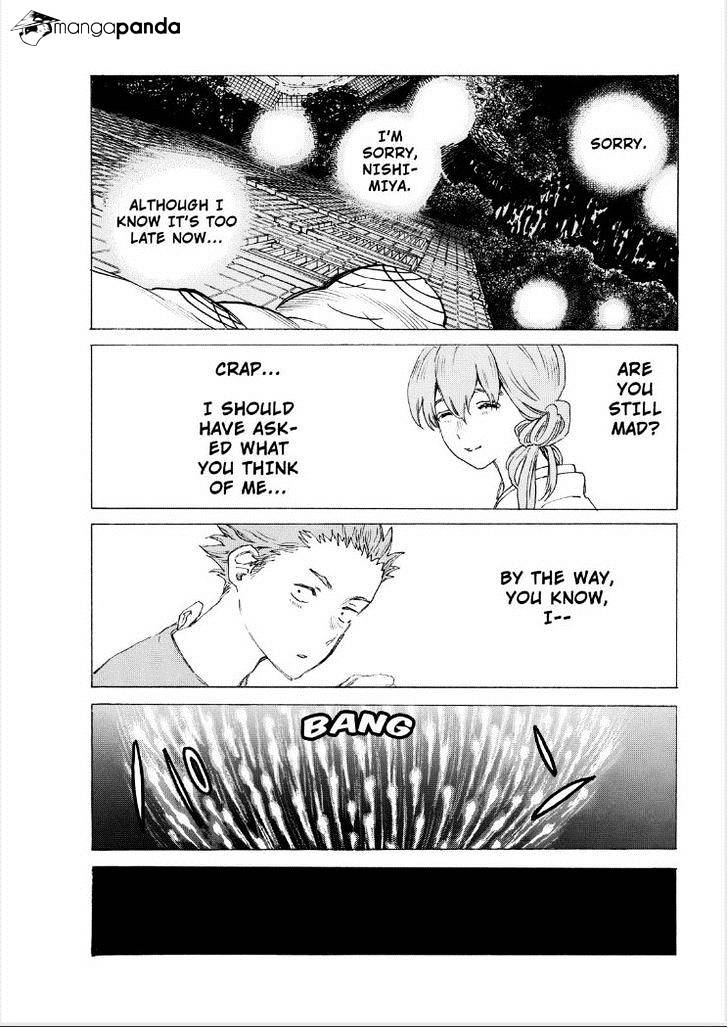 mangapanda
SORRY.
I'M
SORRY,
NISHI-
MIYA.
ALTHOUGH I
KNOW IT'S TOO
LATE NOW...
ARE
YOU
STILL
MAD?
CRAP...
I SHOULD
HAVE ASK-
ED WHAT
YOU THINK
OF ME...
BY THE WAY,
YOU KNOW,
I--
BANG